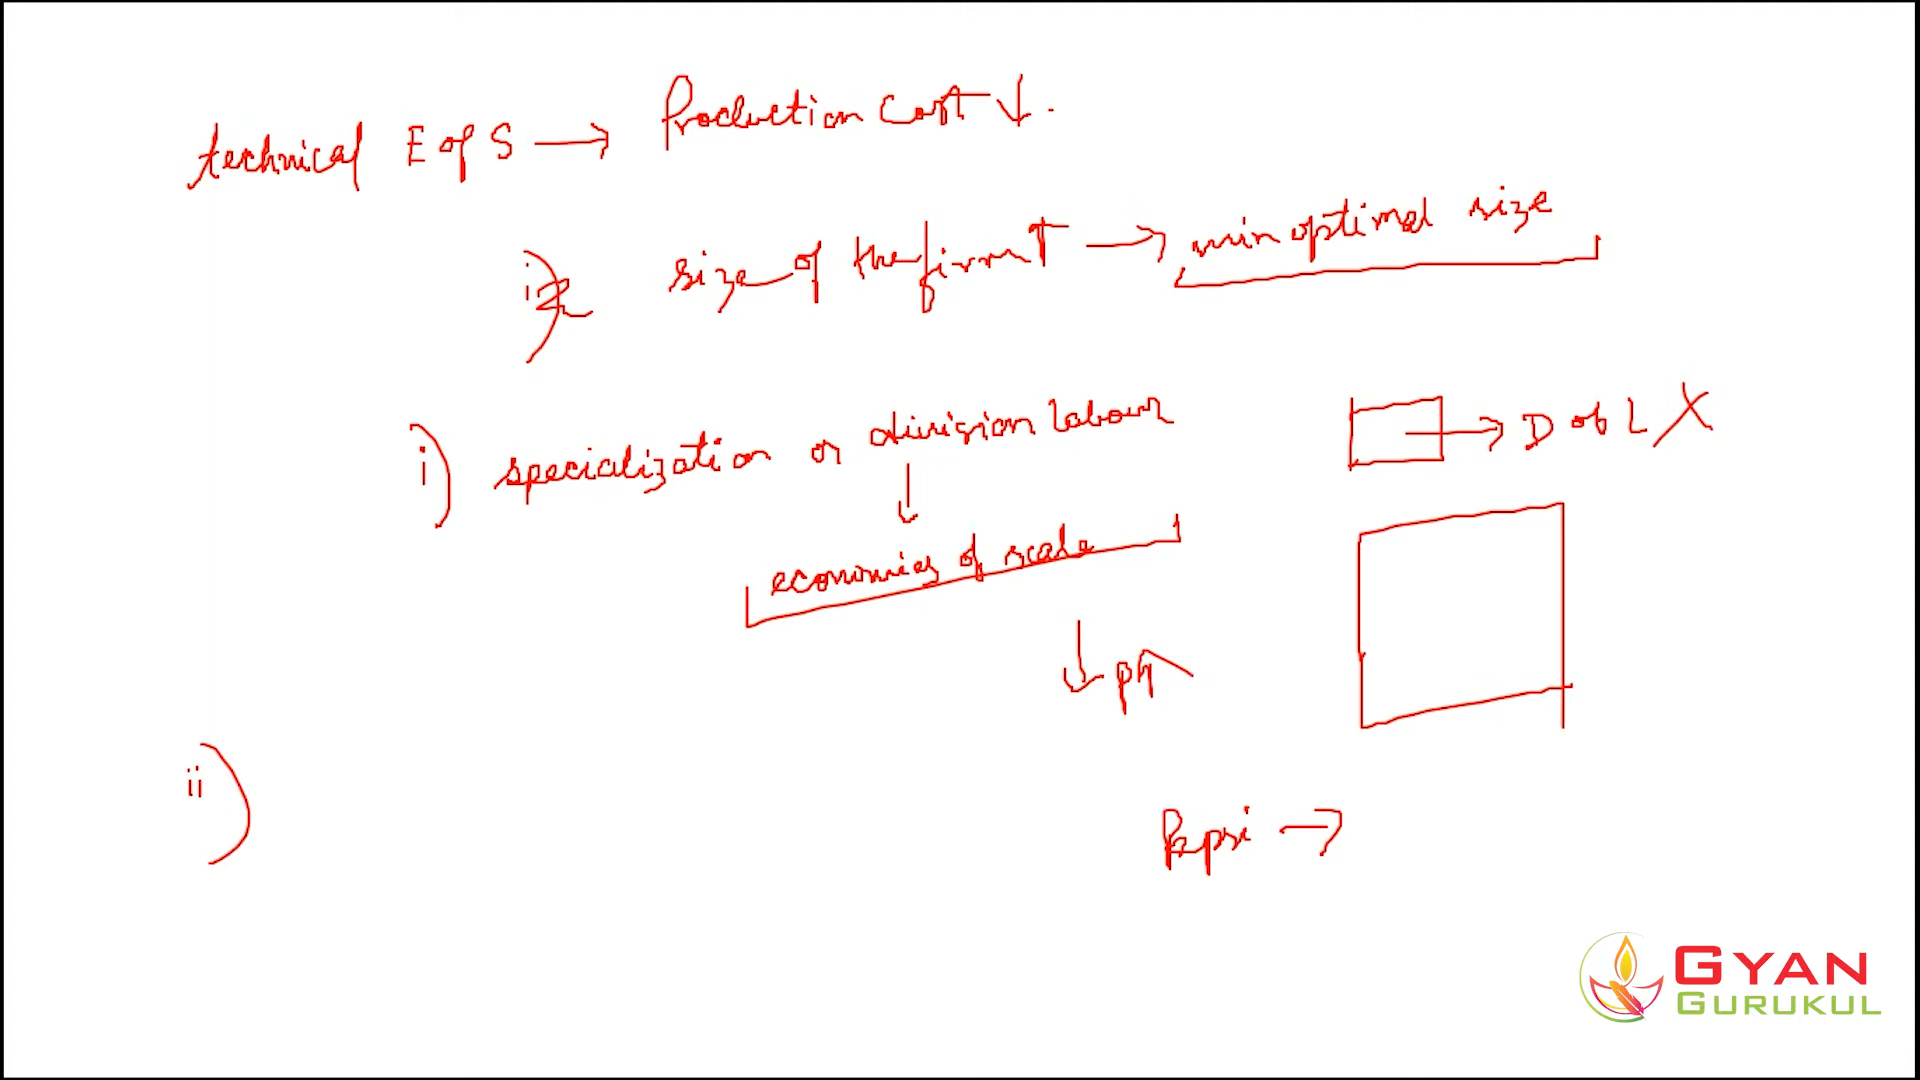 technical E of S → Production Cost ↓.
size of the firm ↑ → min optimal size
i) specialization or division labour
↓
economies of scale
↓
→ D of L X
ii)
Pepsi →
GYAN
GURUKUL